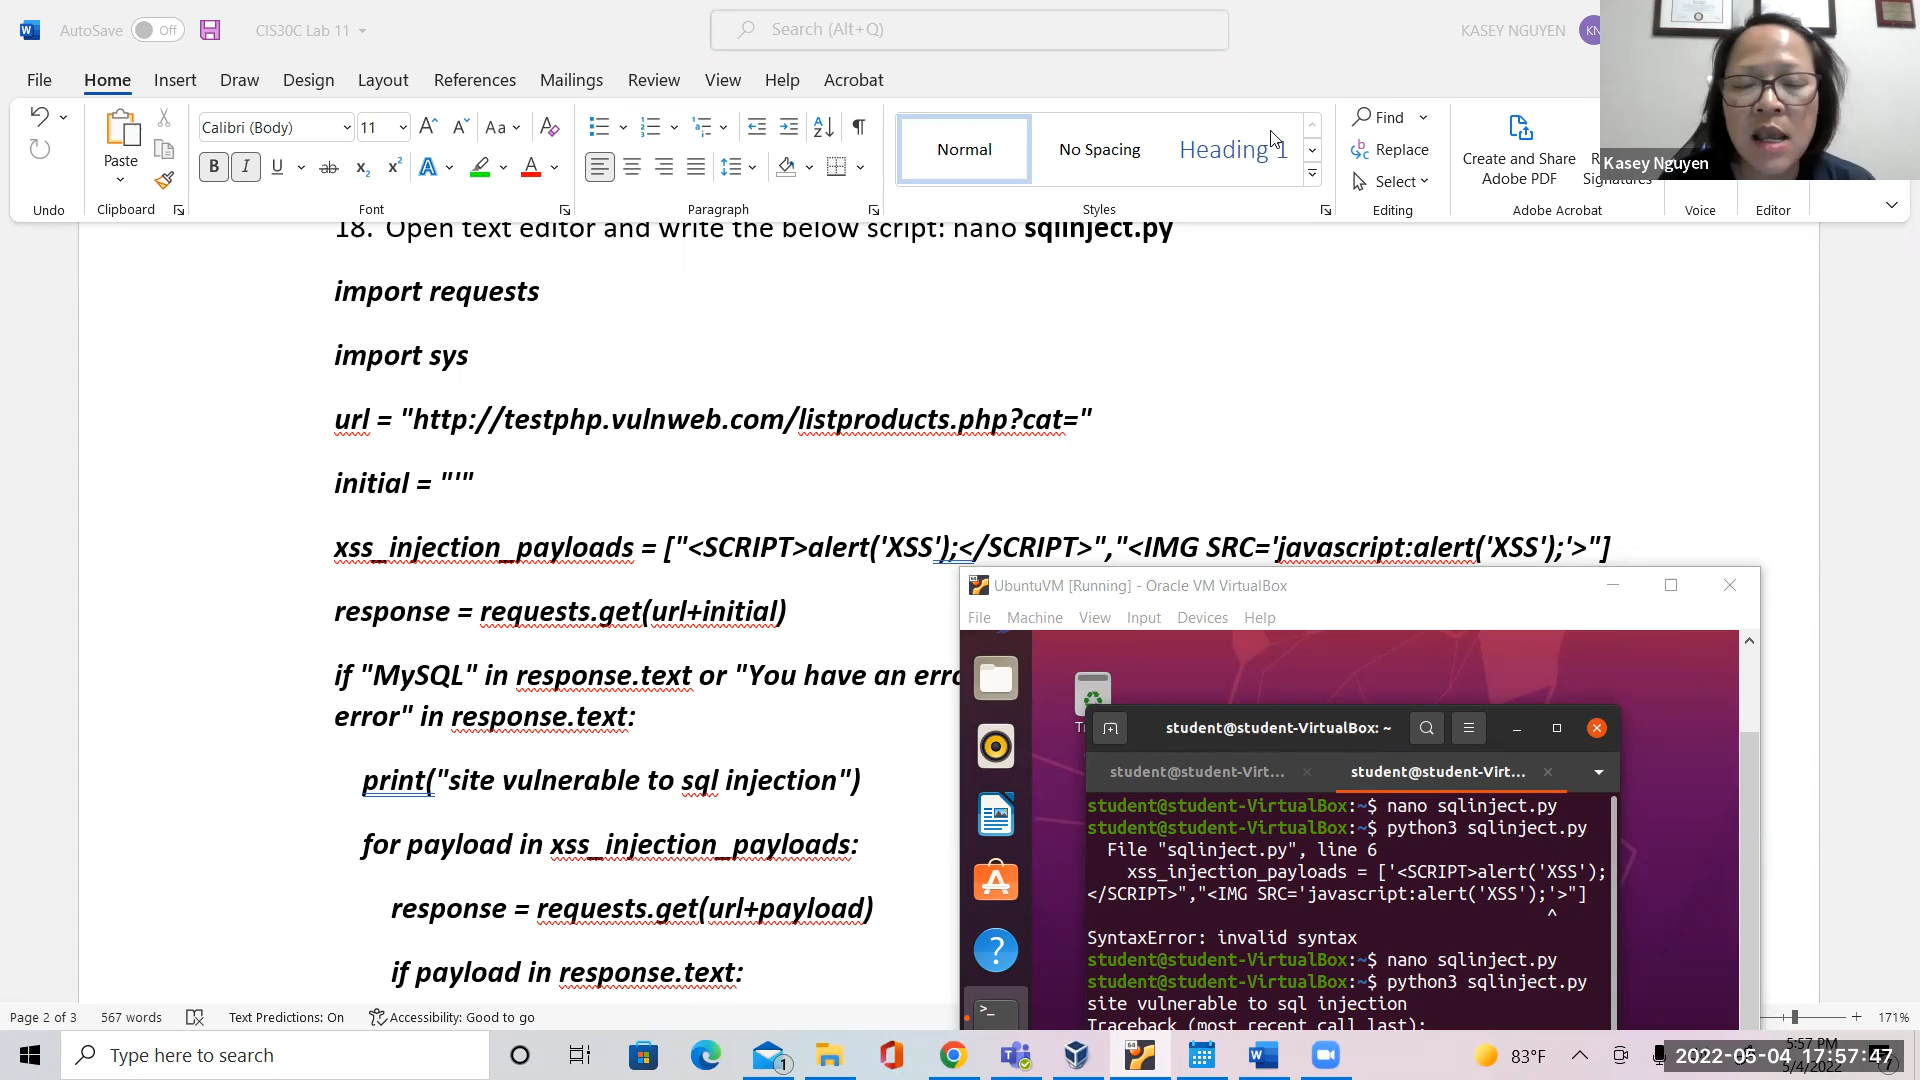 AutoSave Off CIS30C Lab 11 Search (Alt+Q) KASEY NGUYEN KN
File Home Insert Draw Design Layout References Mailings Review View Help Acrobat
Paste
Calibri (Body) 11 Aa
Normal No Spacing Heading 1
Find
Replace
Select
Create and Share
Adobe PDF
Kasey Nguyen
Undo Clipboard Font Paragraph Styles Editing Adobe Acrobat Voice Editor
18. Open text editor and write the below script: nano sqlinject.py
import requests
import sys
url = "http://testphp.vulnweb.com/listproducts.php?cat="
initial = "'"
xss_injection_payloads = ["<SCRIPT>alert('XSS');</SCRIPT>","<IMG SRC='javascript:alert('XSS');'>"]
response = requests.get(url+initial)
if "MySQL" in response.text or "You have an erro
error" in response.text:
print("site vulnerable to sql injection")
for payload in xss_injection_payloads:
response = requests.get(url+payload)
if payload in response.text:
UbuntuVM [Running] - Oracle VM VirtualBox
File Machine View Input Devices Help
student@student-VirtualBox: ~
student@student-Virt... student@student-Virt...
student@student-VirtualBox:~$ nano sqlinject.py
student@student-VirtualBox:~$ python3 sqlinject.py
File "sqlinject.py", line 6
xss_injection_payloads = ['<SCRIPT>alert('XSS');
</SCRIPT>","<IMG SRC='javascript:alert('XSS');'>"]
^
SyntaxError: invalid syntax
student@student-VirtualBox:~$ nano sqlinject.py
student@student-VirtualBox:~$ python3 sqlinject.py
site vulnerable to sql injection
Traceback (most recent call last):
Page 2 of 3 567 words Text Predictions: On Accessibility: Good to go 171%
Type here to search 1 83°F 5:57 PM
5/4/2022
2022-05-04 17:57:47